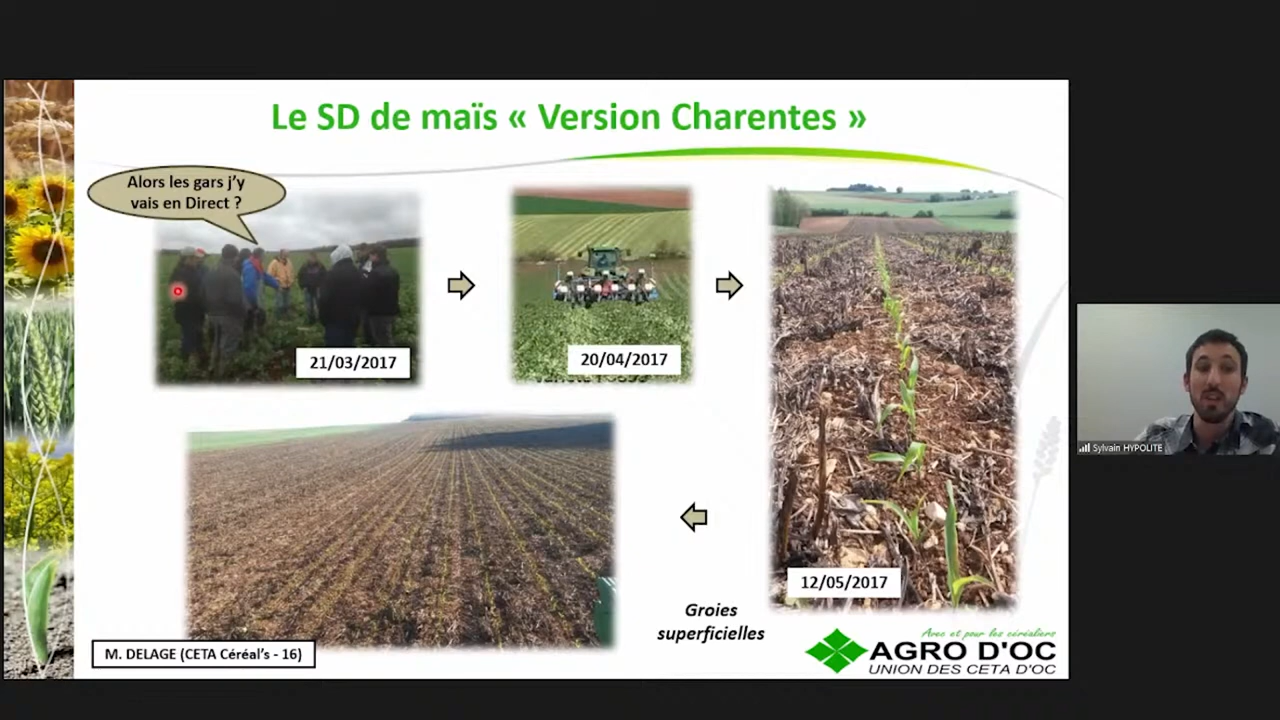 Le SD de maïs « Version Charentes »
Alors les gars j'y
vais en Direct ?
21/03/2017
20/04/2017
12/05/2017
Sylvain HYPOLITE
Groies
superficielles
M. DELAGE (CETA Céréal's - 16)
Avec et pour les céréaliers
AGRO D'OC
UNION DES CETA D'OC